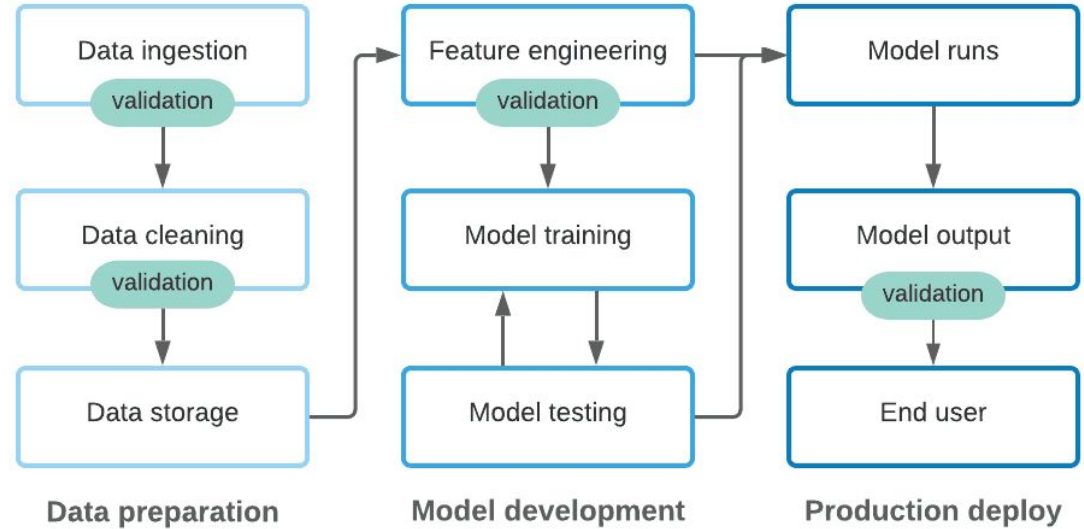 Data ingestion
validation
Data cleaning
validation
Data storage
Data preparation
Feature engineering
validation
Model training
Model testing
Model development
Model runs
Model output
validation
End user
Production deploy